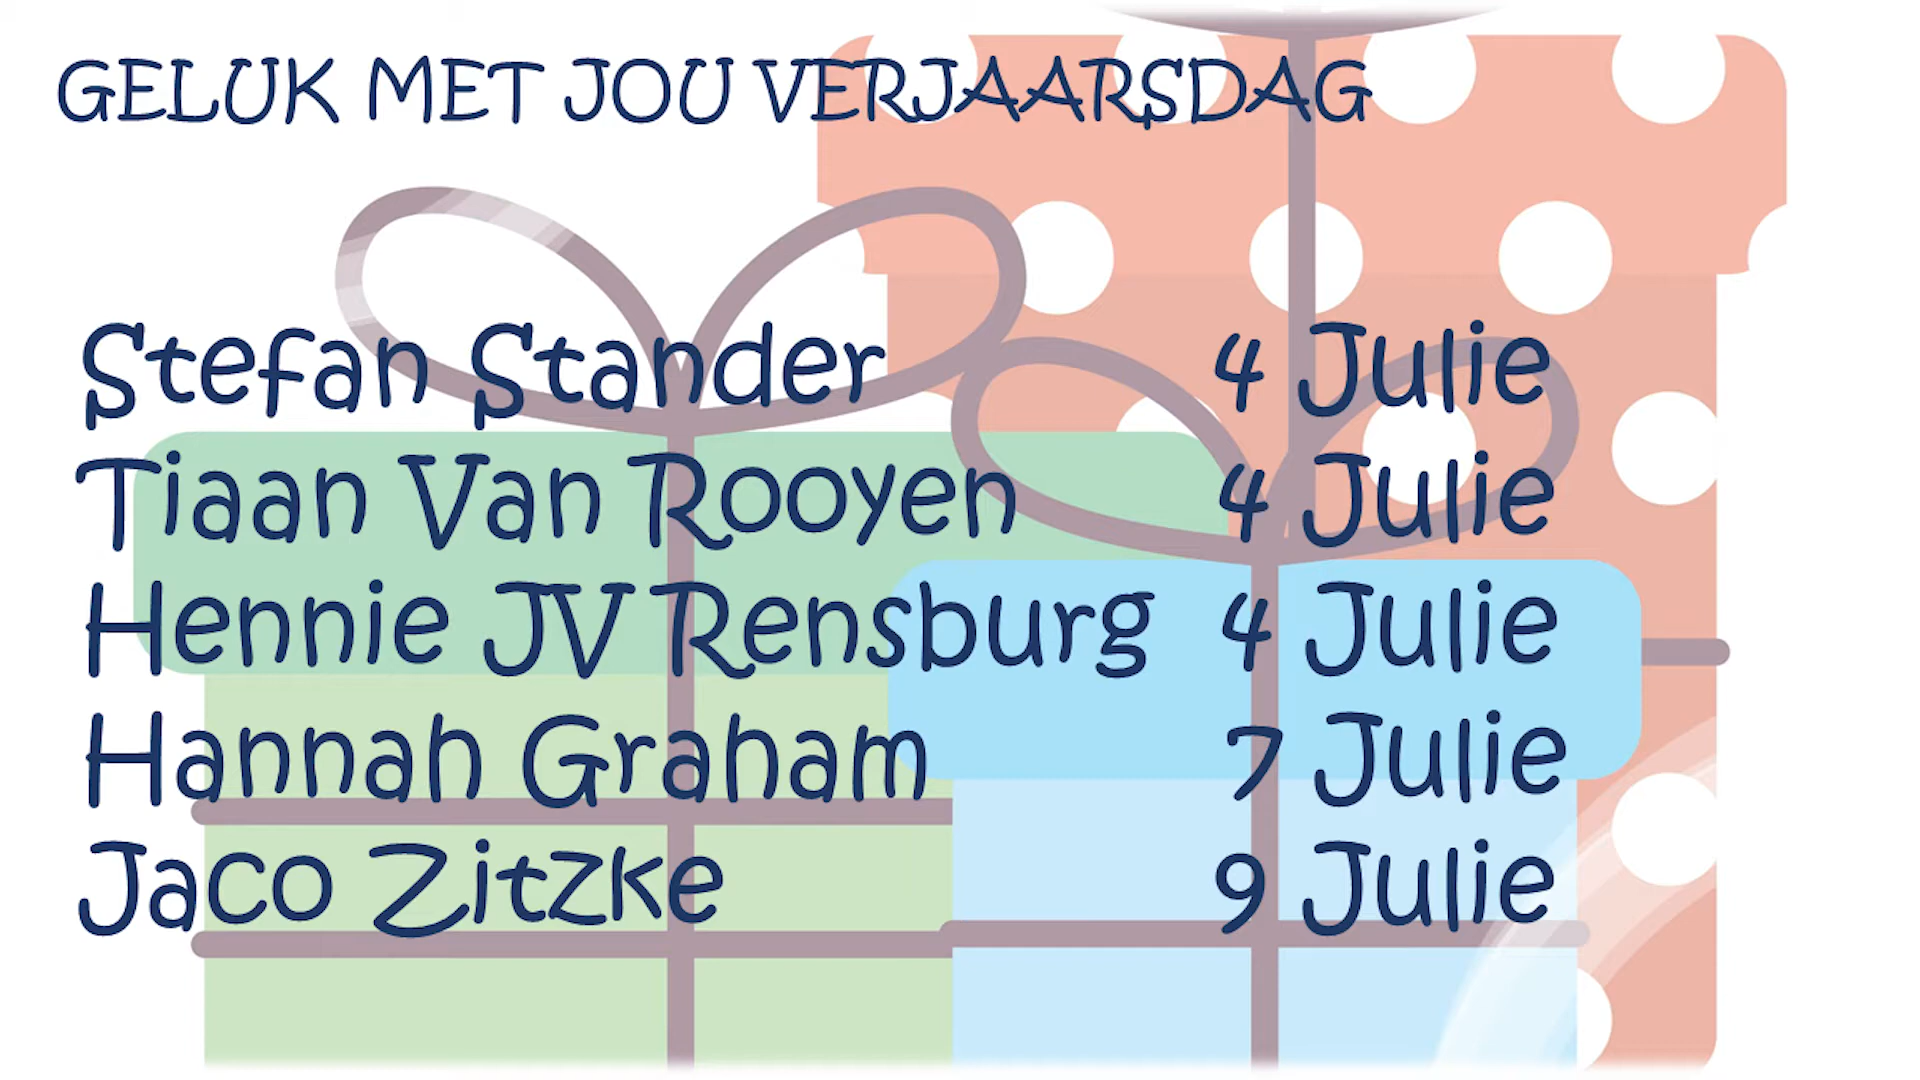 GELUK MET JOU VERJAARSDAG
Stefan Stander 4 Julie
Tiaan Van Rooyen 4 Julie
Hennie JV Rensburg 4 Julie
Hannah Graham 7 Julie
Jaco Zitzke 9 Julie